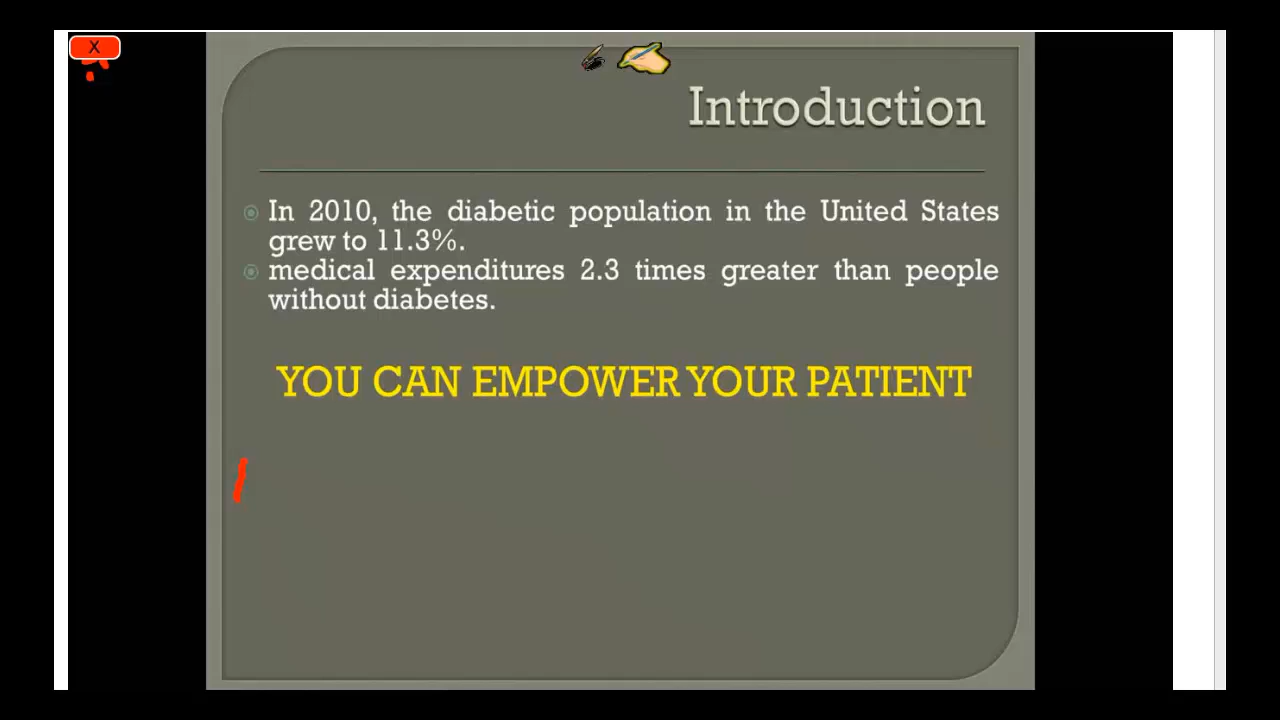 X
Introduction
In 2010, the diabetic population in the United States
grew to 11.3%.
medical expenditures 2.3 times greater than people
without diabetes.
YOU CAN EMPOWER YOUR PATIENT